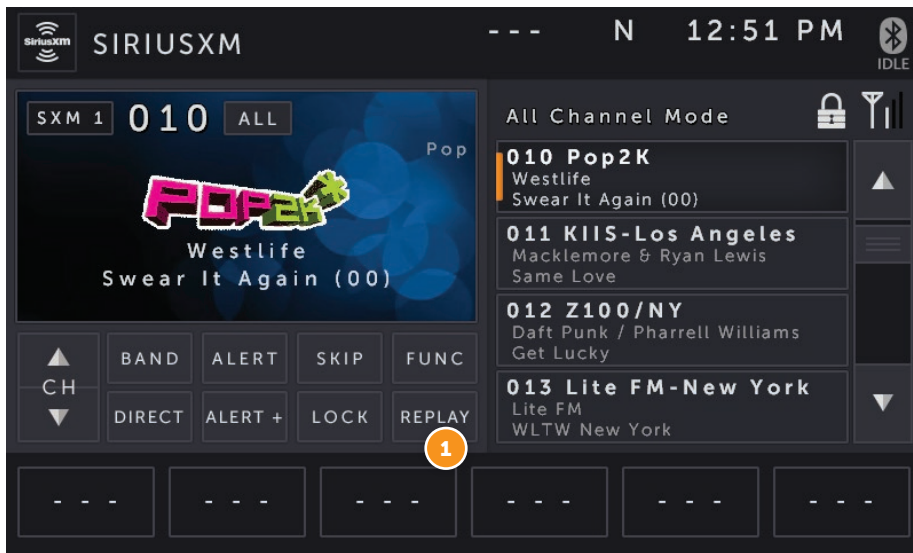 SiriusXM
SIRIUSXM
- - - N 12:51 PM
IDLE
SXM 1 010 ALL
Pop
POP2K
Westlife
Swear It Again (00)
CH
BAND ALERT SKIP FUNC
DIRECT ALERT + LOCK REPLAY
1
All Channel Mode
010 Pop2K
Westlife
Swear It Again (00)
011 KIIS-Los Angeles
Macklemore & Ryan Lewis
Same Love
012 Z100/NY
Daft Punk / Pharrell Williams
Get Lucky
013 Lite FM-New York
Lite FM
WLTW New York
- - - - - - - - - - - - - - - - - -